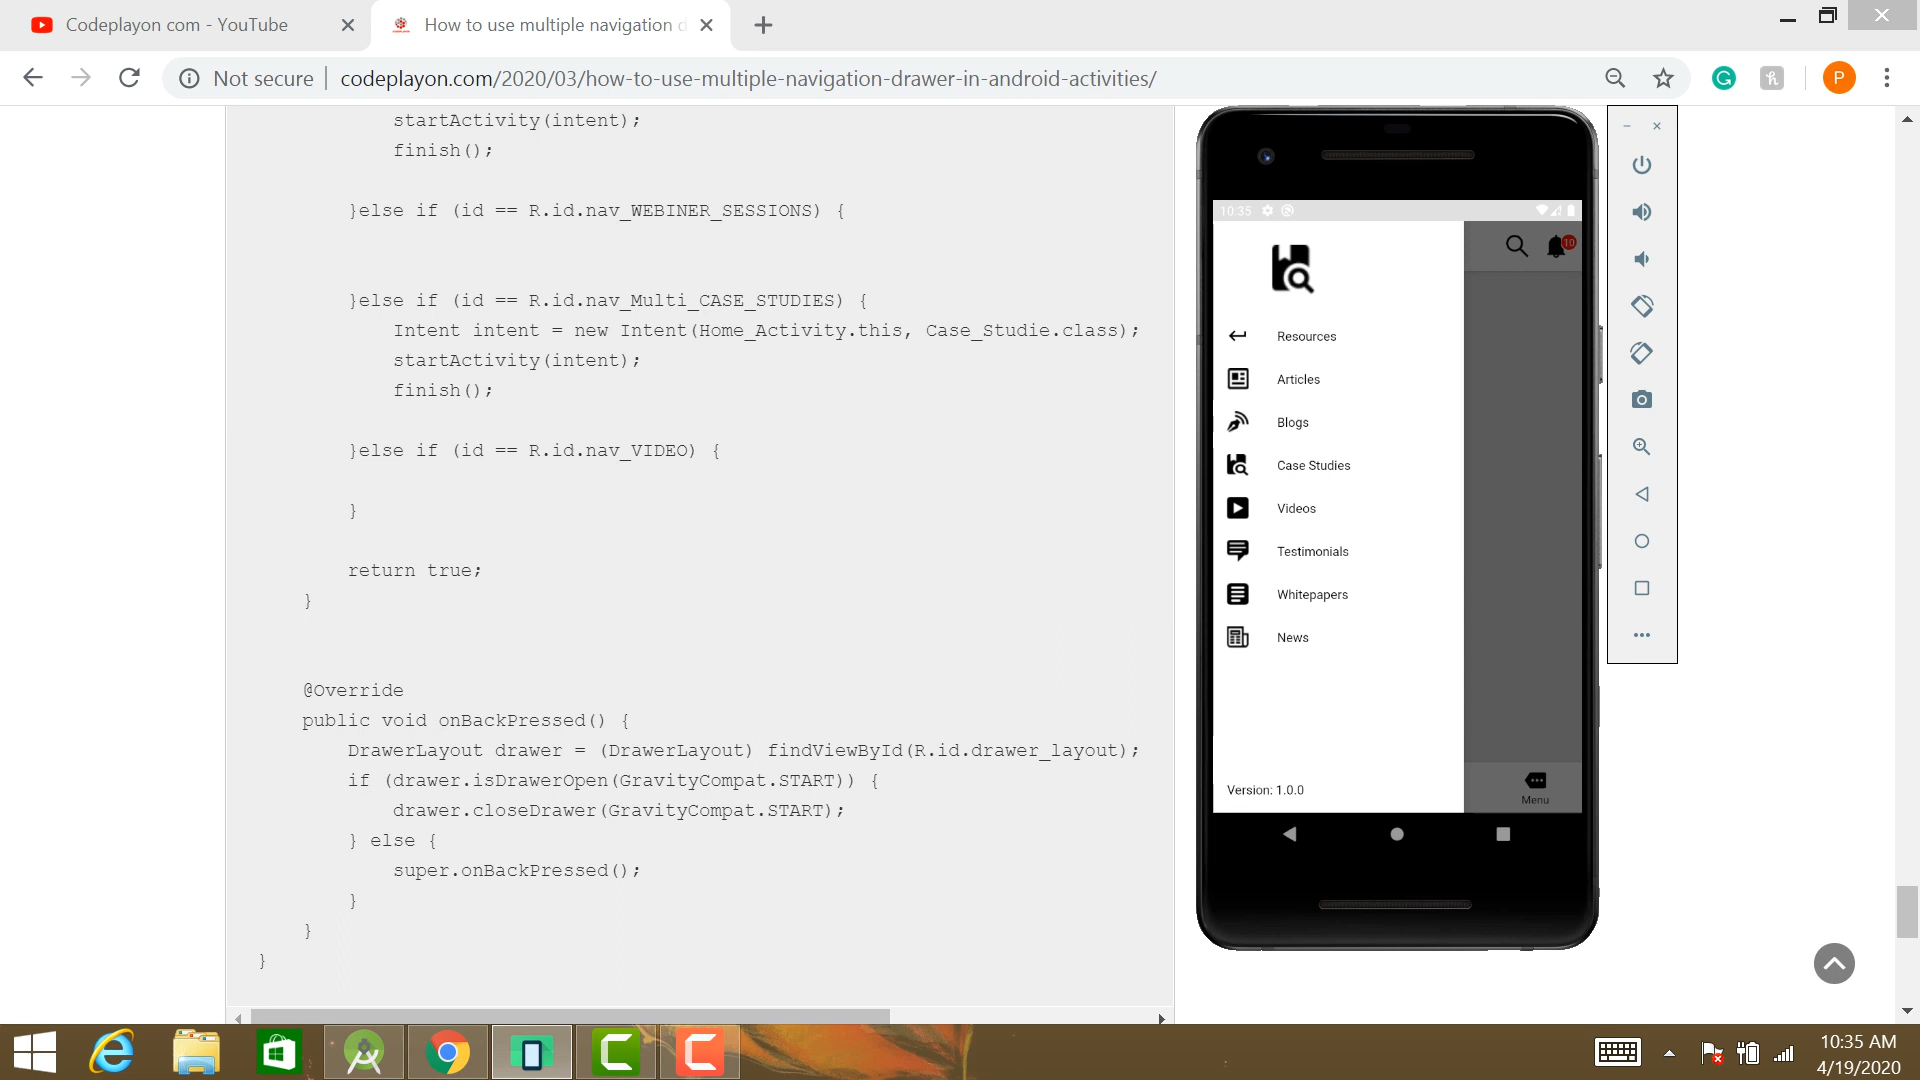 Codeplayon com - YouTube
How to use multiple navigation d
Not secure
codeplayon.com/2020/03/how-to-use-multiple-navigation-drawer-in-android-activities/
P
startActivity(intent);
finish();
}else if (id == R.id.nav_WEBINER_SESSIONS) {
}else if (id == R.id.nav_Multi_CASE_STUDIES) {
Intent intent = new Intent(Home_Activity.this, Case_Studie.class);
startActivity(intent);
finish();
}else if (id == R.id.nav_VIDEO) {
}
return true;
}
@Override
public void onBackPressed() {
DrawerLayout drawer = (DrawerLayout) findViewById(R.id.drawer_layout);
if (drawer.isDrawerOpen(GravityCompat.START)) {
drawer.closeDrawer(GravityCompat.START);
} else {
super.onBackPressed();
}
}
}
10:35
10
Resources
Articles
Blogs
Case Studies
Videos
Testimonials
Whitepapers
News
Version: 1.0.0
Menu
10:35 AM
4/19/2020